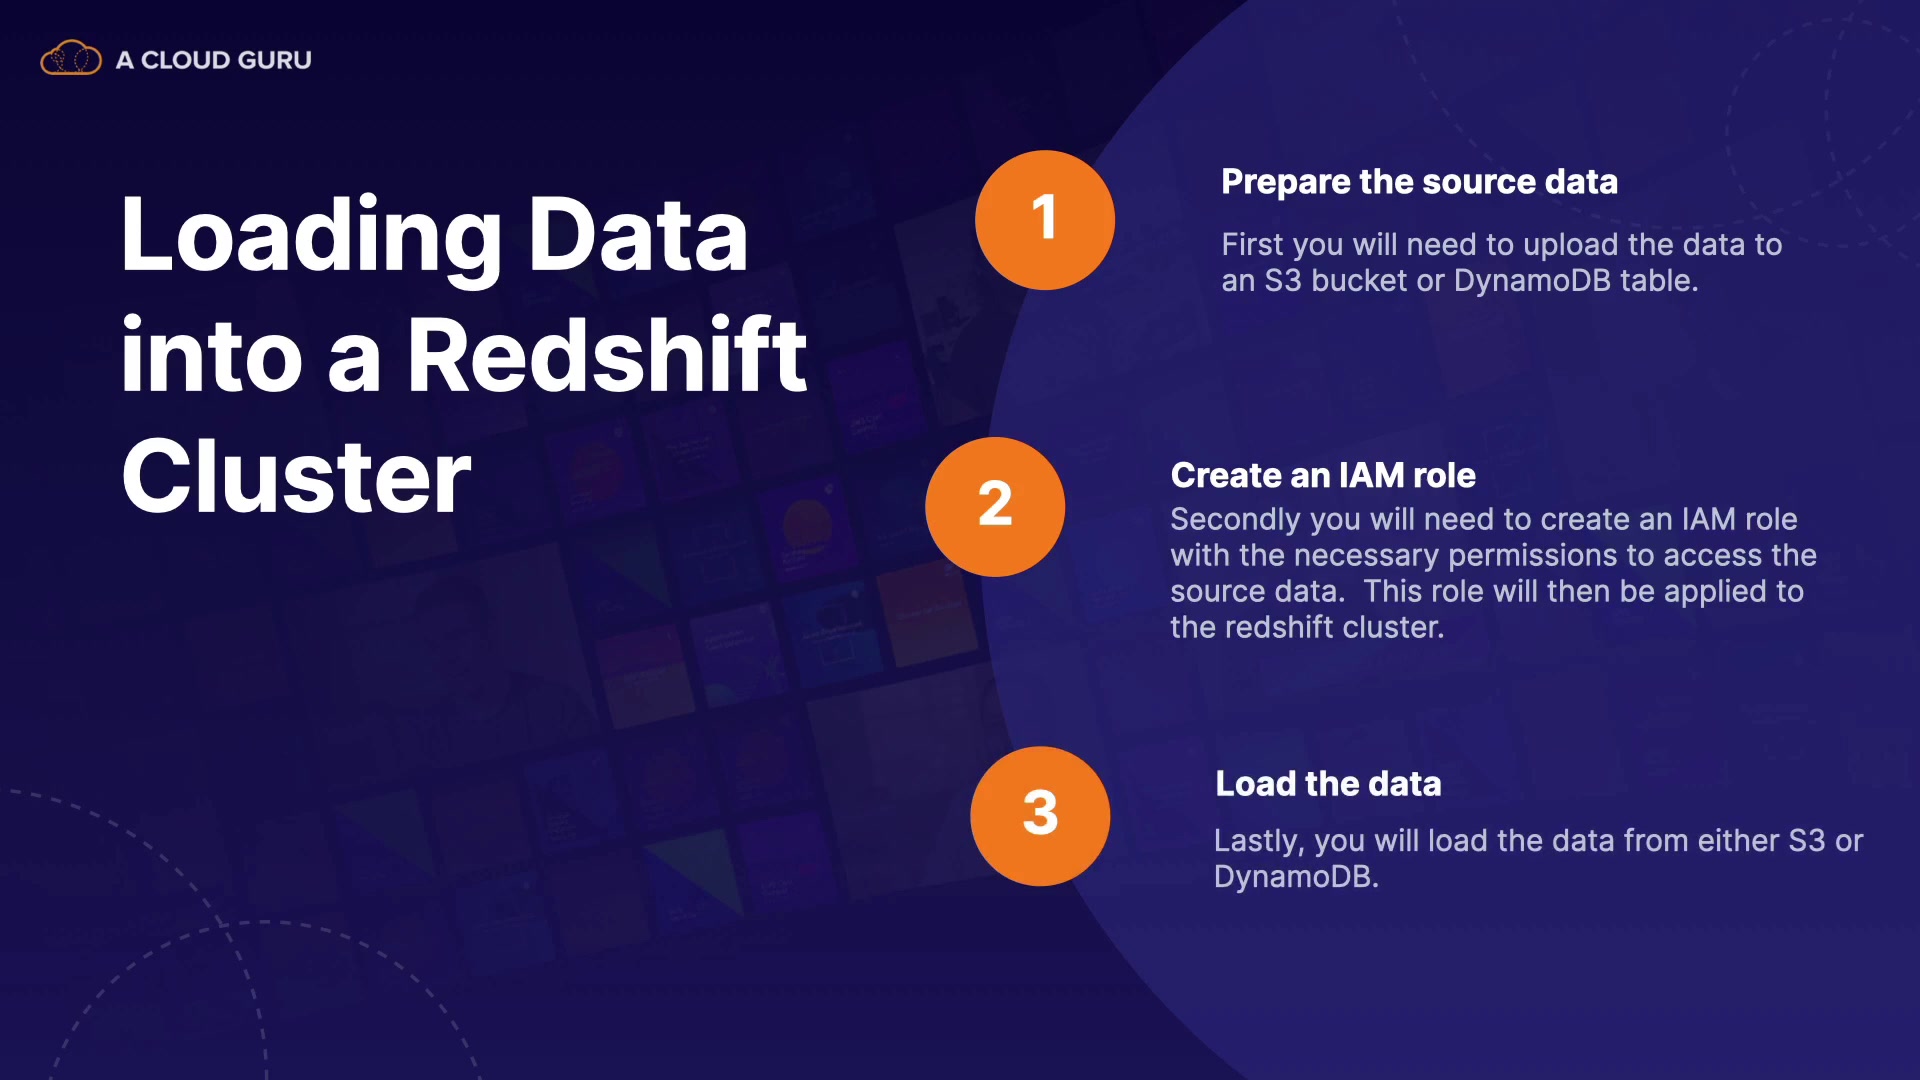 A CLOUD GURU
Loading Data
into a Redshift
Cluster
1
Prepare the source data
First you will need to upload the data to
an S3 bucket or DynamoDB table.
2
Create an IAM role
Secondly you will need to create an IAM role
with the necessary permissions to access the
source data.  This role will then be applied to
the redshift cluster.
3
Load the data
Lastly, you will load the data from either S3 or
DynamoDB.